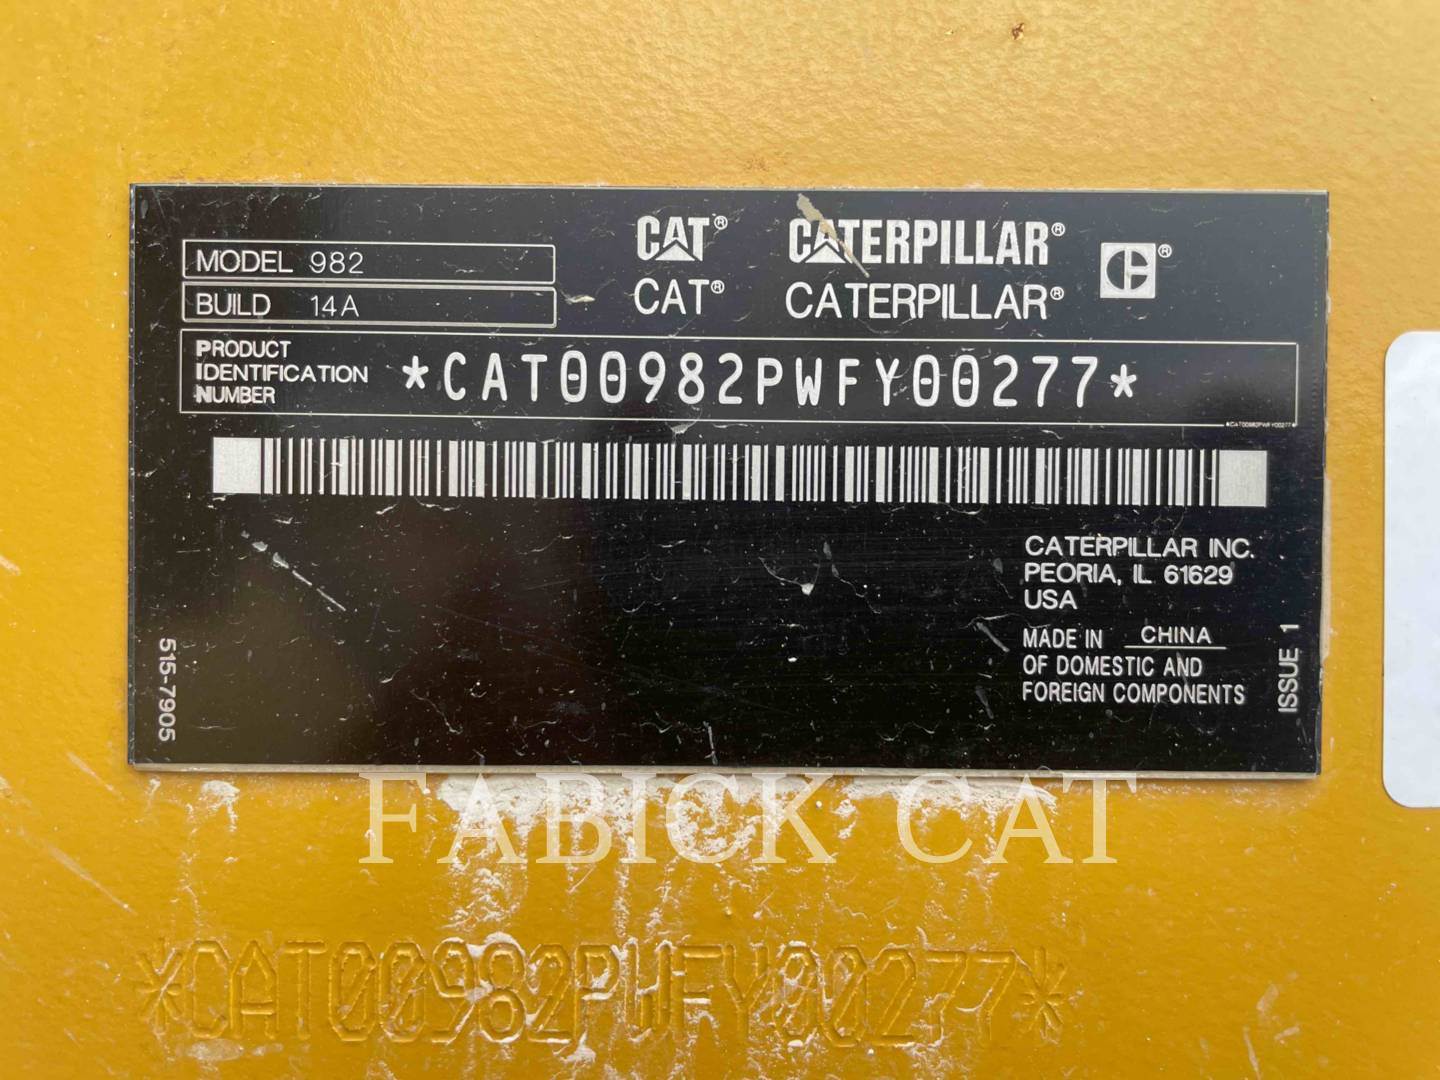 MODEL 982
BUILD 14A
CAT® CATERPILLAR® C®
CAT® CATERPILLAR®
PRODUCT
IDENTIFICATION
NUMBER
*CAT00982PWFY00277*
*CAT00982PWFY00277*
CATERPILLAR INC.
PEORIA, IL 61629
USA
MADE IN CHINA
OF DOMESTIC AND
FOREIGN COMPONENTS
515-7905
ISSUE 1
FABICK CAT
*CAT00982PWFY00277*